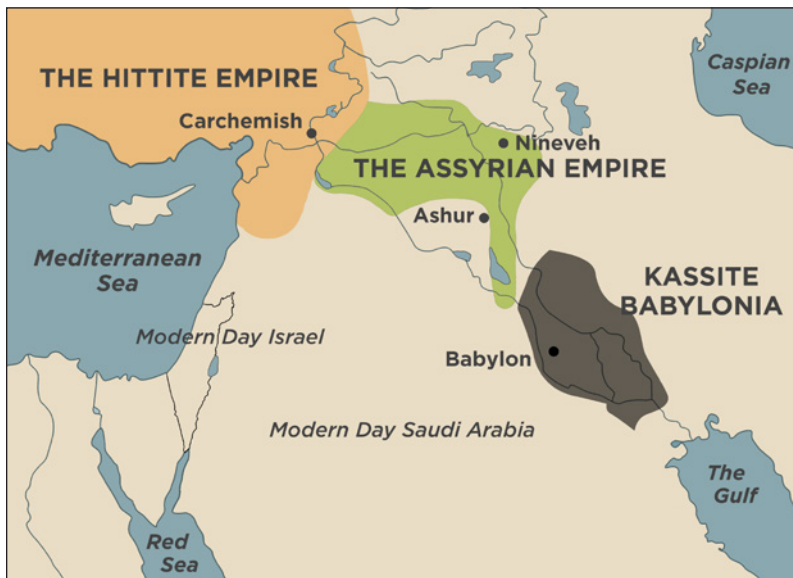 THE HITTITE EMPIRE
Caspian
Sea
Carchemish
Nineveh
THE ASSYRIAN EMPIRE
Ashur
Mediterranean
Sea
KASSITE
BABYLONIA
Modern Day Israel
Babylon
Modern Day Saudi Arabia
The
Gulf
Red
Sea